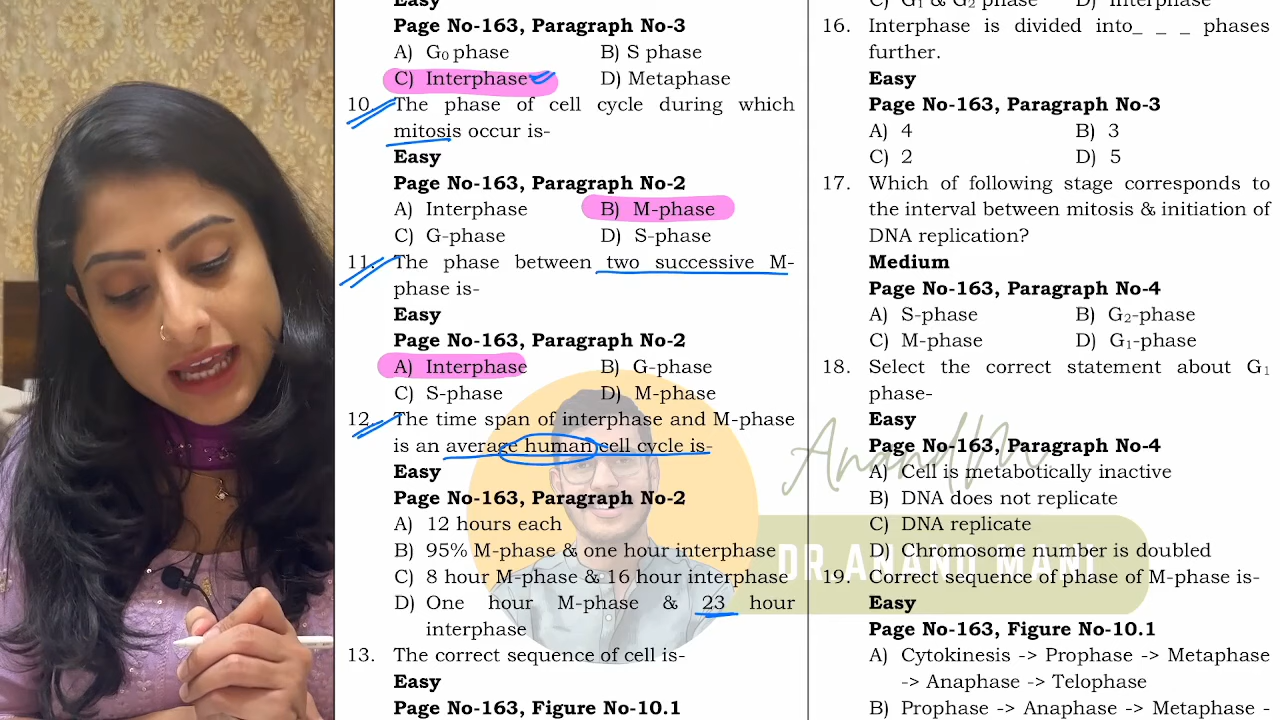 Easy
Page No-163, Paragraph No-3
A) G₀ phase B) S phase
C) Interphase D) Metaphase
10. The phase of cell cycle during which
mitosis occur is-
Easy
Page No-163, Paragraph No-2
A) Interphase B) M-phase
C) G-phase D) S-phase
11. The phase between two successive M-
phase is-
Easy
Page No-163, Paragraph No-2
A) Interphase B) G-phase
C) S-phase D) M-phase
12. The time span of interphase and M-phase
is an average human cell cycle is-
Easy
Page No-163, Paragraph No-2
A) 12 hours each
B) 95% M-phase & one hour interphase
C) 8 hour M-phase & 16 hour interphase
D) One hour M-phase & 23 hour
interphase
13. The correct sequence of cell is-
Easy
Page No-163, Figure No-10.1
C) G₁ & G₂ phase D) Interphase
16. Interphase is divided into_ _ _ phases
further.
Easy
Page No-163, Paragraph No-3
A) 4 B) 3
C) 2 D) 5
17. Which of following stage corresponds to
the interval between mitosis & initiation of
DNA replication?
Medium
Page No-163, Paragraph No-4
A) S-phase B) G₂-phase
C) M-phase D) G₁-phase
18. Select the correct statement about G₁
phase-
Easy
Page No-163, Paragraph No-4
A) Cell is metabotically inactive
B) DNA does not replicate
C) DNA replicate
D) Chromosome number is doubled
19. Correct sequence of phase of M-phase is-
Easy
Page No-163, Figure No-10.1
A) Cytokinesis -> Prophase -> Metaphase
-> Anaphase -> Telophase
B) Prophase -> Anaphase -> Metaphase -
Anand M
DR ANAND MANI